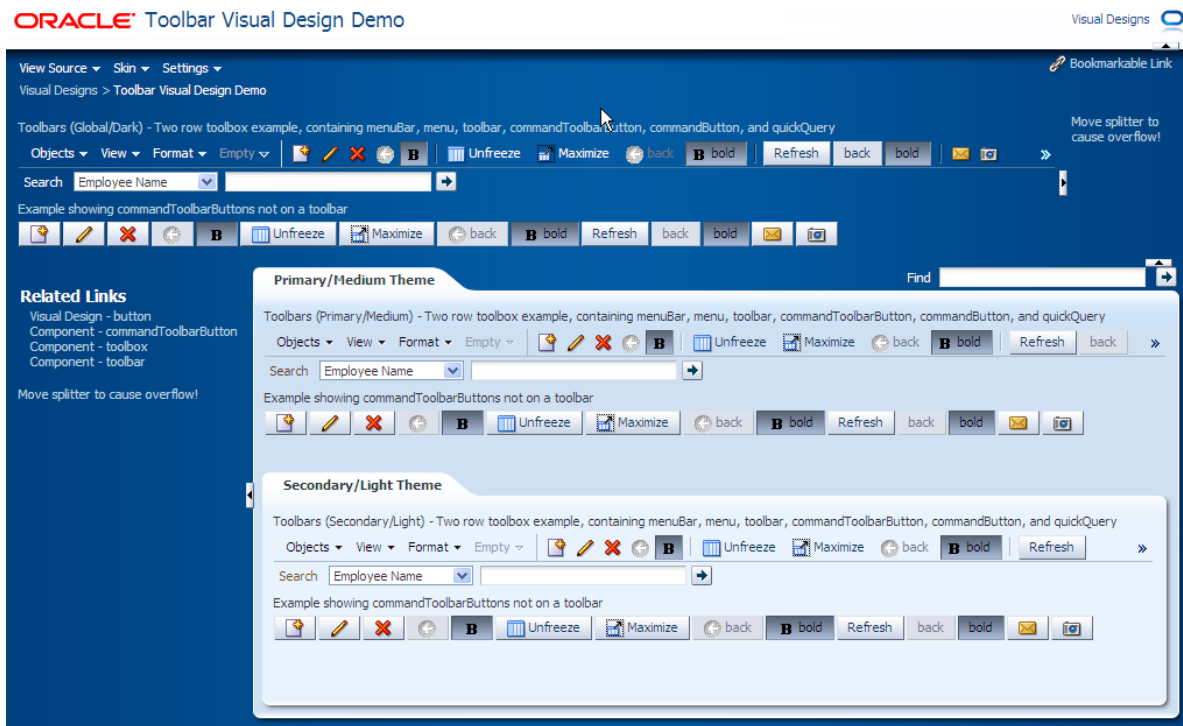 ORACLE Toolbar Visual Design Demo
Visual Designs
View Source Skin Settings
Bookmarkable Link
Visual Designs > Toolbar Visual Design Demo
Toolbars (Global/Dark) - Two row toolbox example, containing menuBar, menu, toolbar, commandToolbarButton, commandButton, and quickQuery
Move splitter to
cause overflow!
Objects View Format Empty B Unfreeze Maximize back B bold Refresh back bold »
Search Employee Name
Example showing commandToolbarButtons not on a toolbar
B Unfreeze Maximize back B bold Refresh back bold
Related Links
Visual Design - button
Component - commandToolbarButton
Component - toolbox
Component - toolbar
Move splitter to cause overflow!
Primary/Medium Theme
Find
Toolbars (Primary/Medium) - Two row toolbox example, containing menuBar, menu, toolbar, commandToolbarButton, commandButton, and quickQuery
Objects View Format Empty B Unfreeze Maximize back B bold Refresh back »
Search Employee Name
Example showing commandToolbarButtons not on a toolbar
B Unfreeze Maximize back B bold Refresh back bold
Secondary/Light Theme
Toolbars (Secondary/Light) - Two row toolbox example, containing menuBar, menu, toolbar, commandToolbarButton, commandButton, and quickQuery
Objects View Format Empty B Unfreeze Maximize back B bold Refresh »
Search Employee Name
Example showing commandToolbarButtons not on a toolbar
B Unfreeze Maximize back B bold Refresh back bold